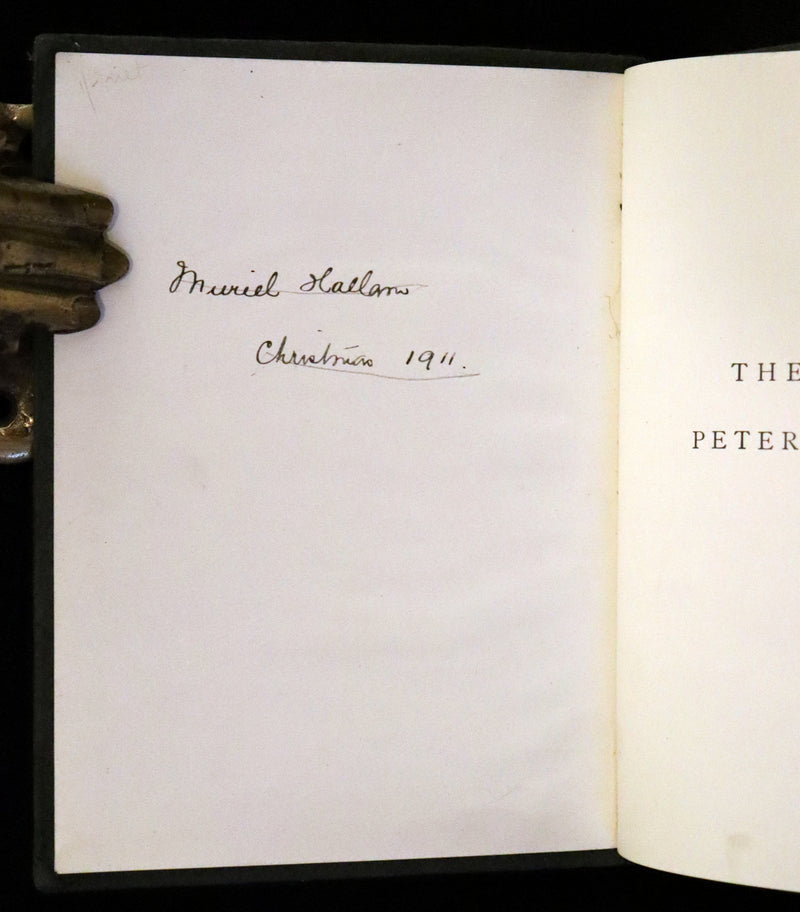 Muriel Hallam
Christmas 1911.
THE
PETER